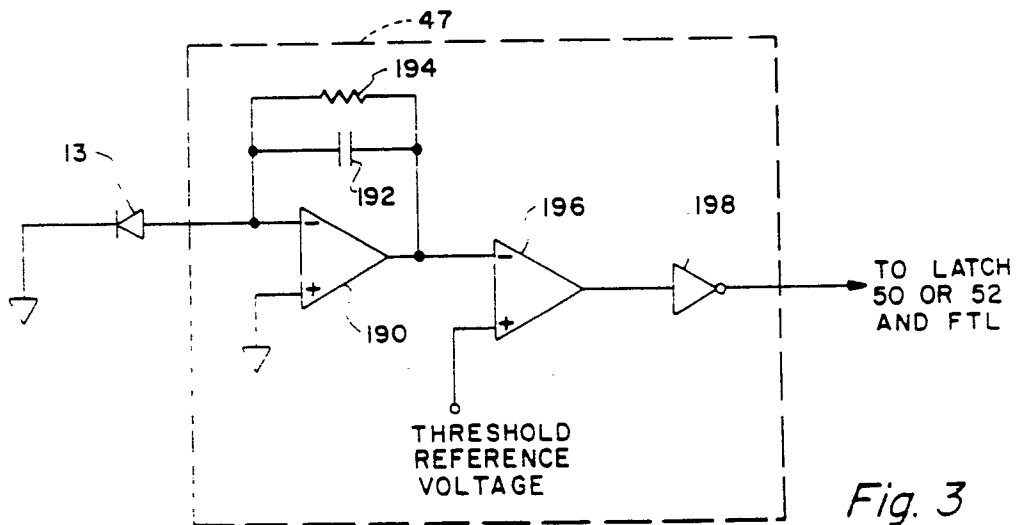 47
194
192
13
-
+
190
196
-
+
198
TO LATCH
50 OR 52
AND FTL
THRESHOLD
REFERENCE
VOLTAGE
Fig. 3